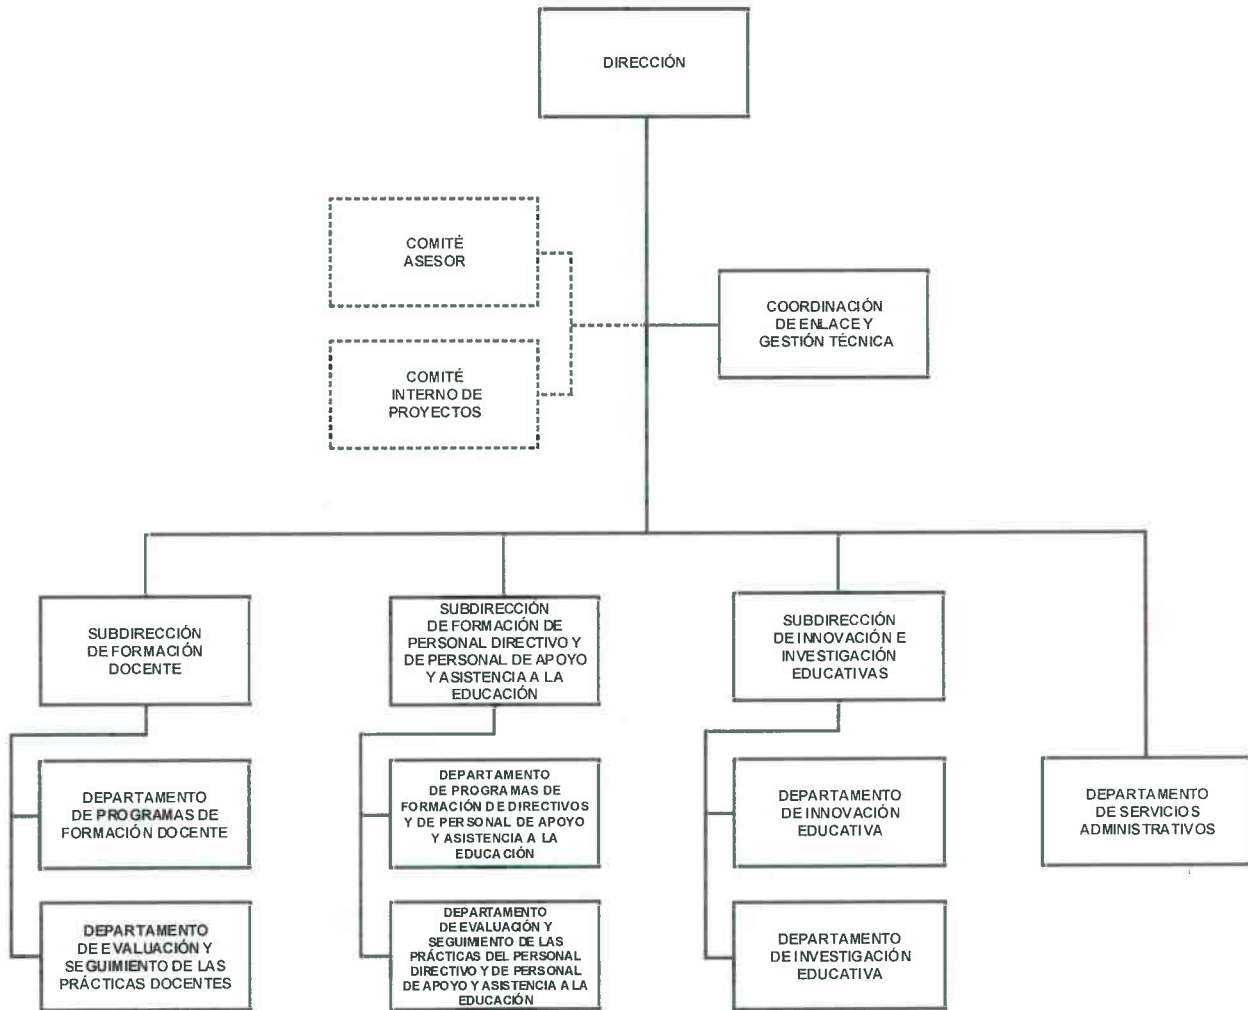 DIRECCIÓN
COMITÉ
ASESOR
COORDINACIÓN
DE ENLACE Y
GESTIÓN TÉCNICA
COMITÉ
INTERNO DE
PROYECTOS
SUBDIRECCIÓN
DE FORMACIÓN
DOCENTE
SUBDIRECCIÓN
DE FORMACIÓN DE
PERSONAL DIRECTIVO Y
DE PERSONAL DE APOYO
Y ASISTENCIA A LA
EDUCACIÓN
SUBDIRECCIÓN
DE INNOVACIÓN E
INVESTIGACIÓN
EDUCATIVAS
DEPARTAMENTO
DE PROGRAMAS DE
FORMACIÓN DOCENTE
DEPARTAMENTO
DE PROGRAMAS DE
FORMACIÓN DE DIRECTIVOS
Y DE PERSONAL DE APOYO
Y ASISTENCIA A LA
EDUCACIÓN
DEPARTAMENTO
DE INNOVACIÓN
EDUCATIVA
DEPARTAMENTO
DE SERVICIOS
ADMINISTRATIVOS
DEPARTAMENTO
DE EVALUACIÓN Y
SEGUIMIENTO DE LAS
PRÁCTICAS DOCENTES
DEPARTAMENTO
DE EVALUACIÓN Y
SEGUIMIENTO DE LAS
PRÁCTICAS DEL PERSONAL
DIRECTIVO Y DE PERSONAL
DE APOYO Y ASISTENCIA A LA
EDUCACIÓN
DEPARTAMENTO
DE INVESTIGACIÓN
EDUCATIVA